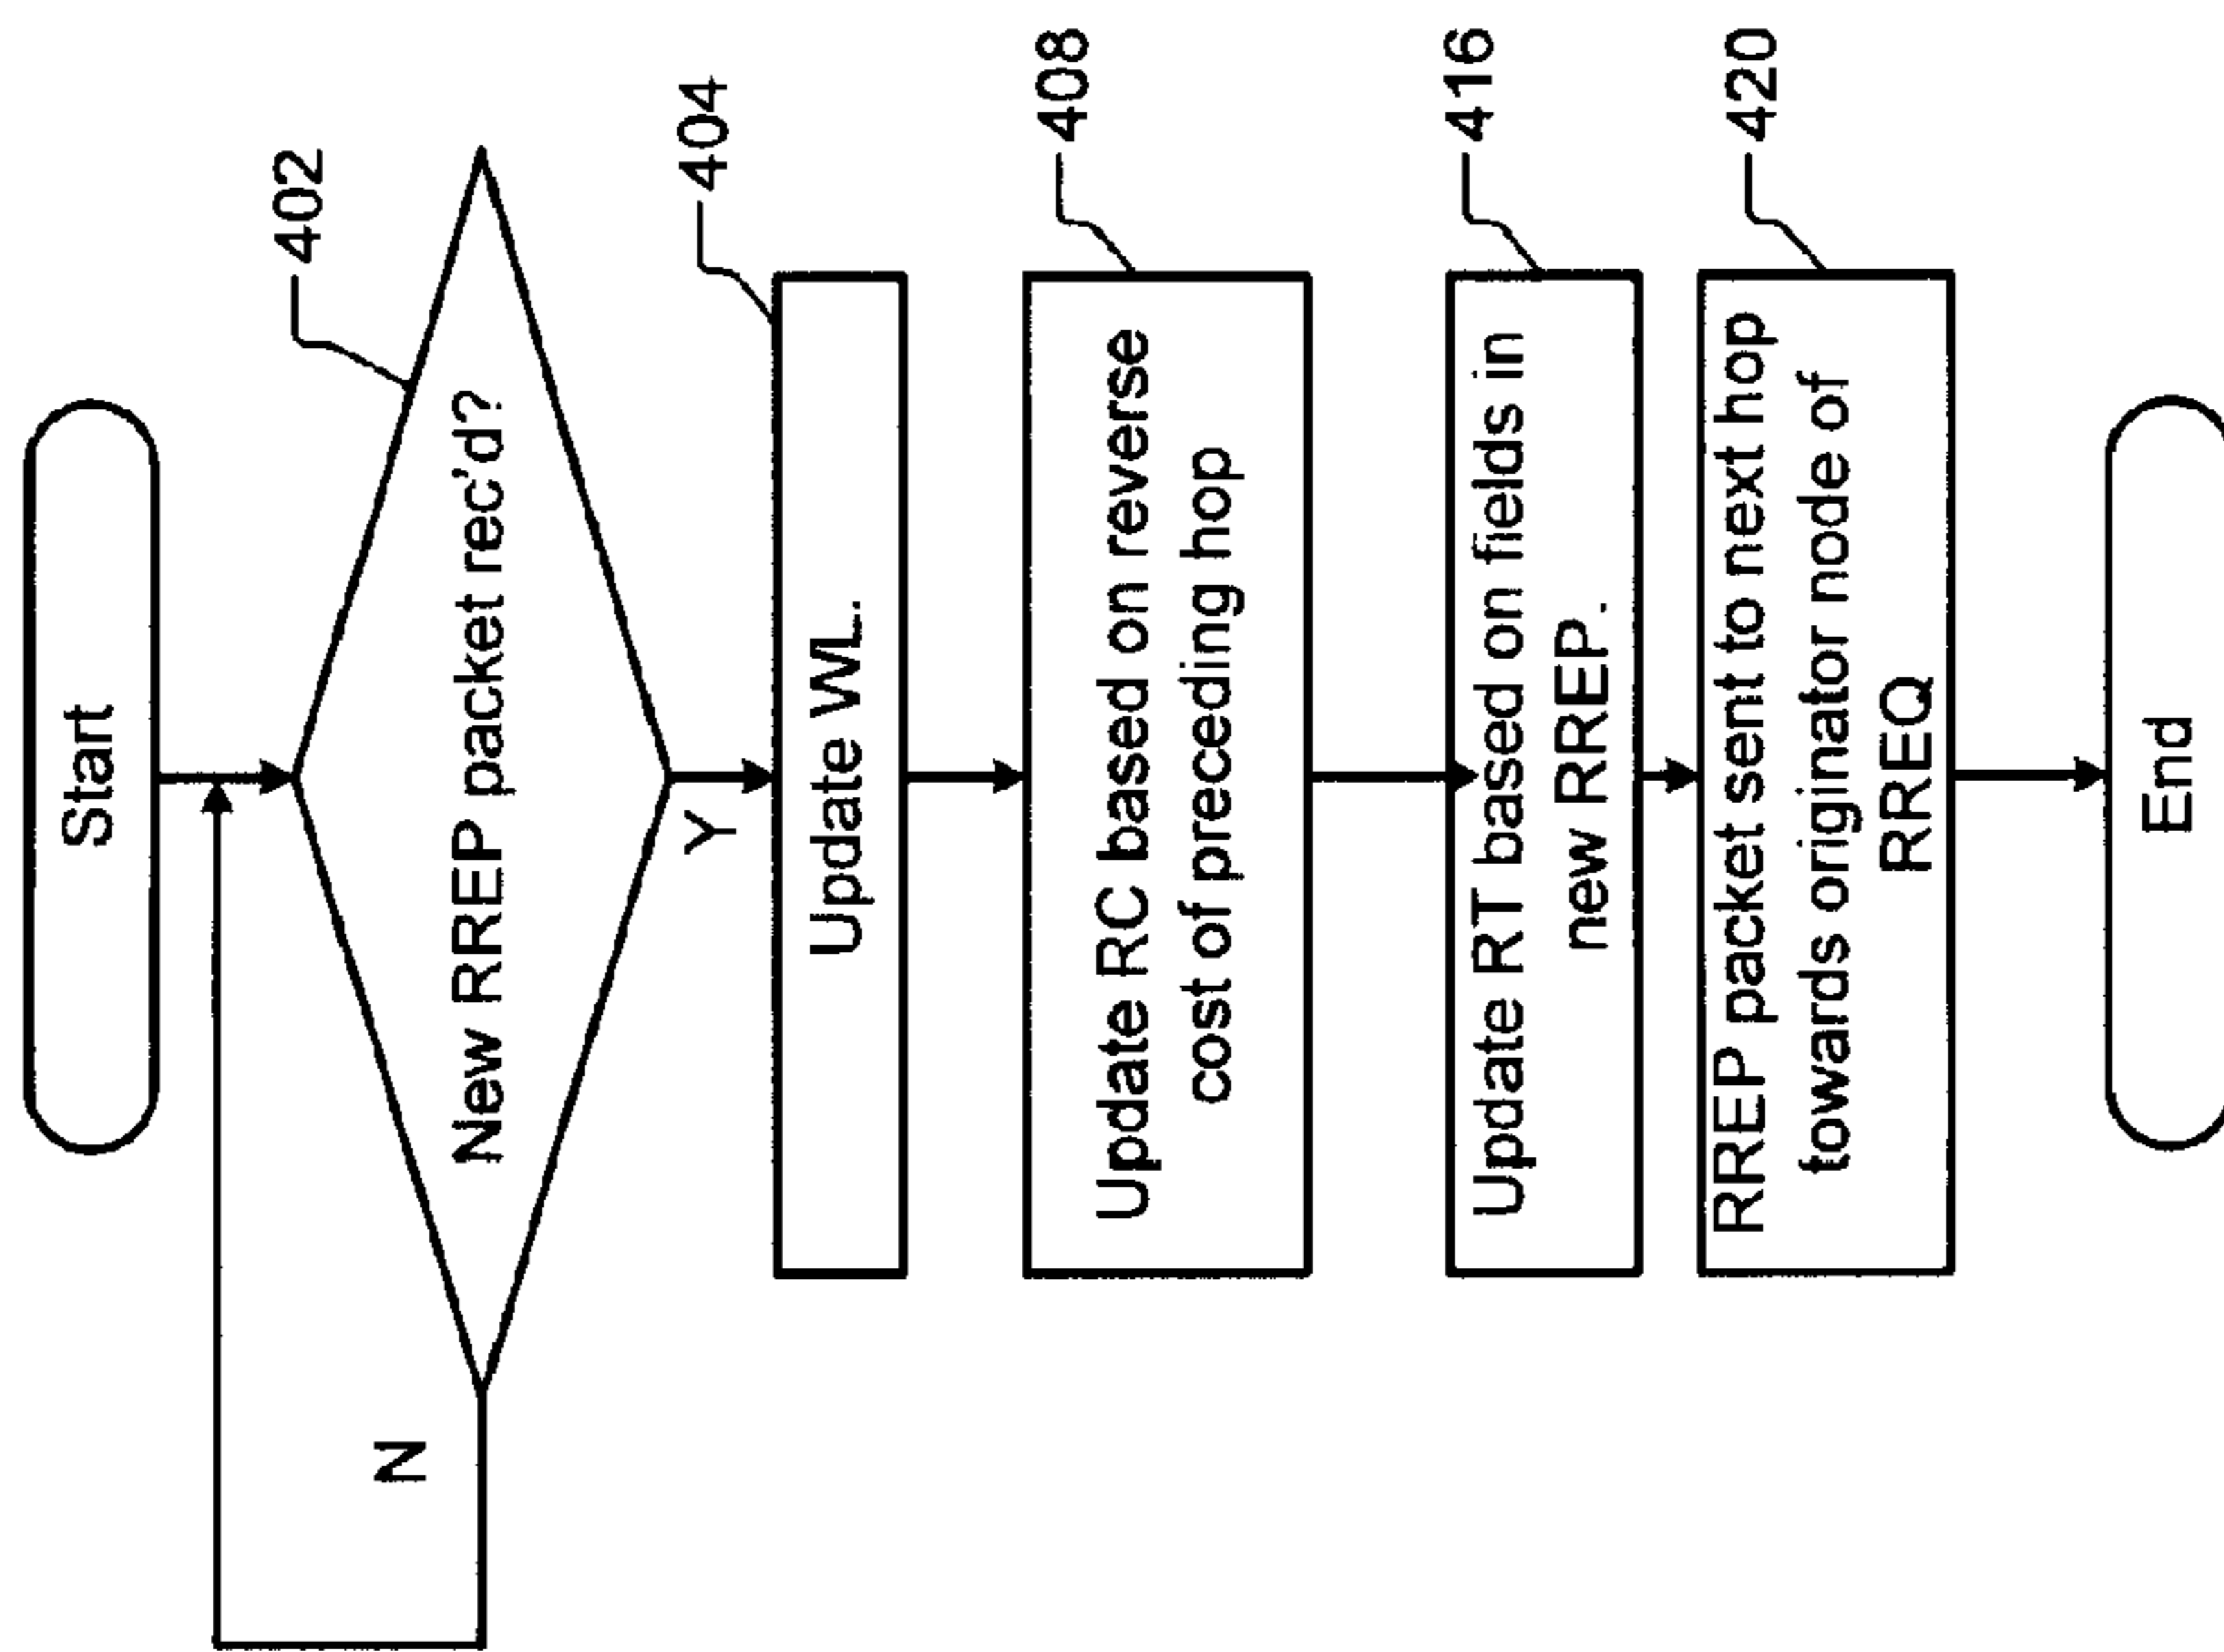 Start
402
New RREP packet rec'd?
N
Y
404
Update WL.
408
Update RC based on reverse
cost of preceding hop
416
Update RT based on fields in
new RREP.
420
RREP packet sent to next hop
towards originator node of
RREQ
End